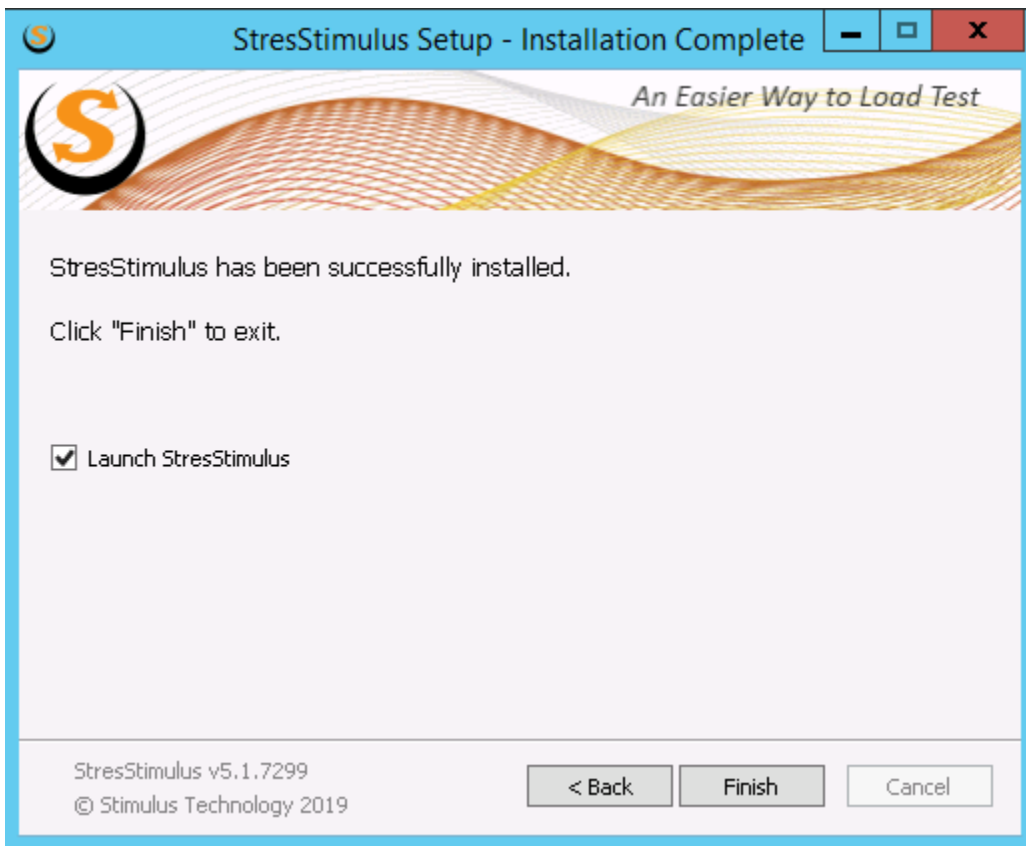 StresStimulus Setup - Installation Complete
An Easier Way to Load Test
StresStimulus has been successfully installed.
Click "Finish" to exit.
Launch StresStimulus
StresStimulus v5.1.7299
© Stimulus Technology 2019
< Back
Finish
Cancel